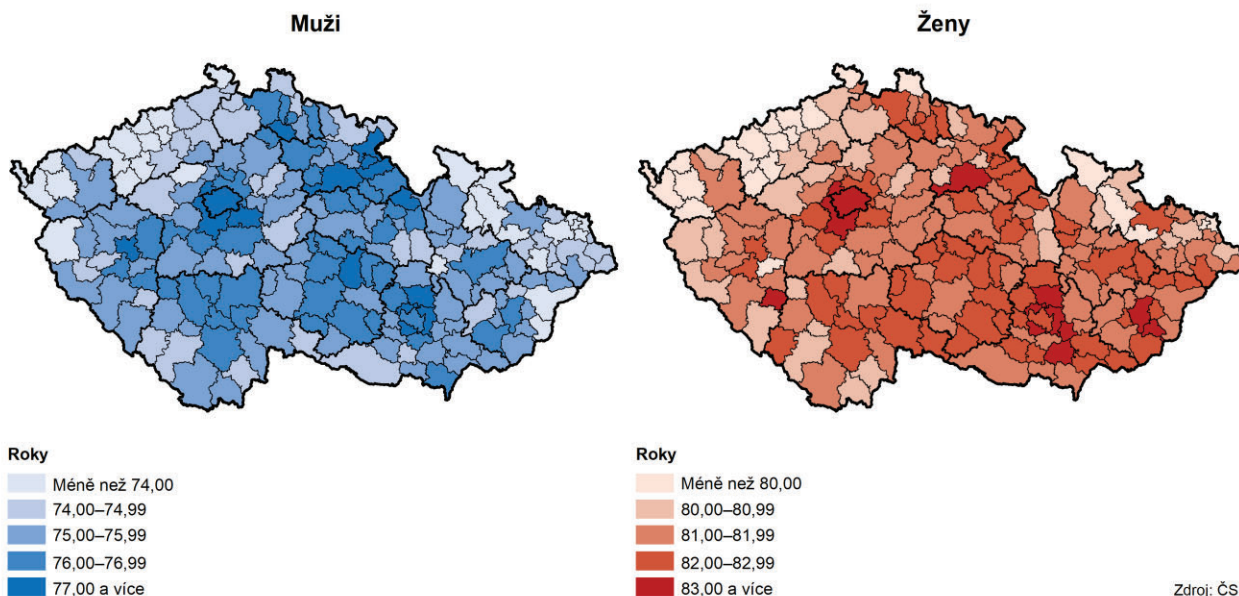 Muži
Ženy
Roky
Méně než 74,00
74,00–74,99
75,00–75,99
76,00–76,99
77,00 a více
Roky
Méně než 80,00
80,00–80,99
81,00–81,99
82,00–82,99
83,00 a více
Zdroj: ČS